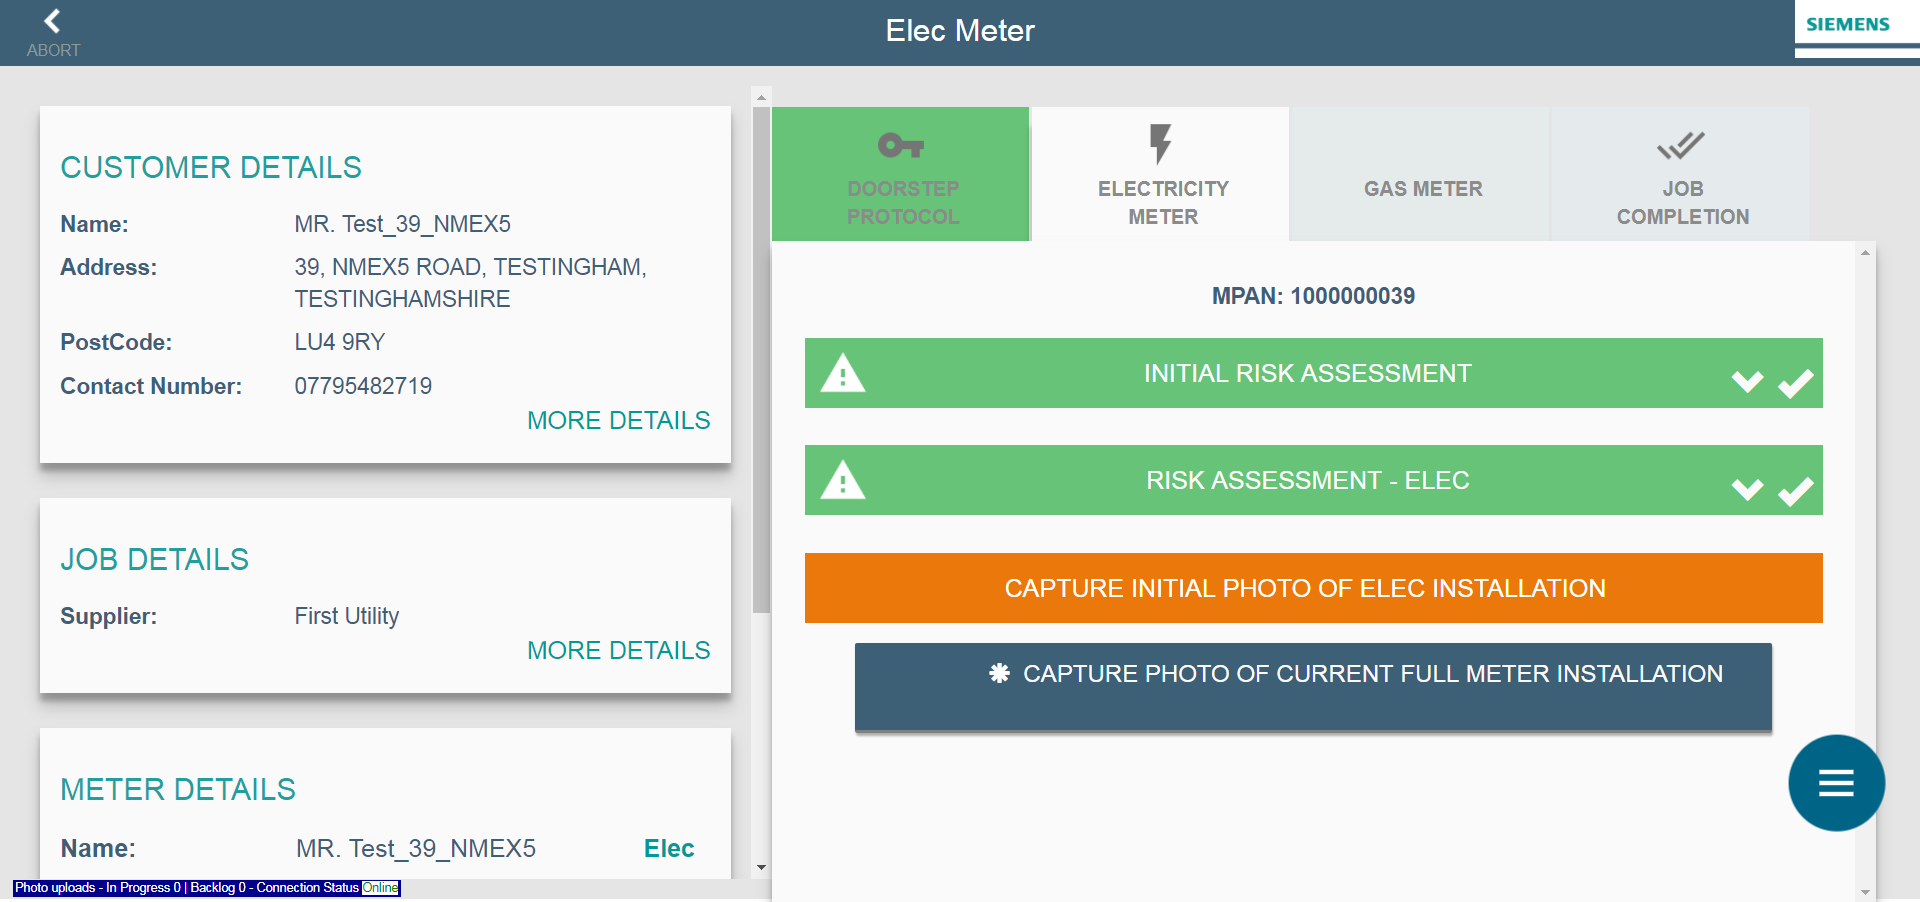 ABORT
Elec Meter
SIEMENS
CUSTOMER DETAILS
Name: MR. Test_39_NMEX5
Address: 39, NMEX5 ROAD, TESTINGHAM,
TESTINGHAMSHIRE
PostCode: LU4 9RY
Contact Number: 07795482719
MORE DETAILS
JOB DETAILS
Supplier: First Utility
MORE DETAILS
METER DETAILS
Name: MR. Test_39_NMEX5 Elec
Photo uploads - In Progress 0 | Backlog 0 - Connection Status Online
DOORSTEP
PROTOCOL
ELECTRICITY
METER
GAS METER
JOB
COMPLETION
MPAN: 1000000039
INITIAL RISK ASSESSMENT
RISK ASSESSMENT - ELEC
CAPTURE INITIAL PHOTO OF ELEC INSTALLATION
✱ CAPTURE PHOTO OF CURRENT FULL METER INSTALLATION